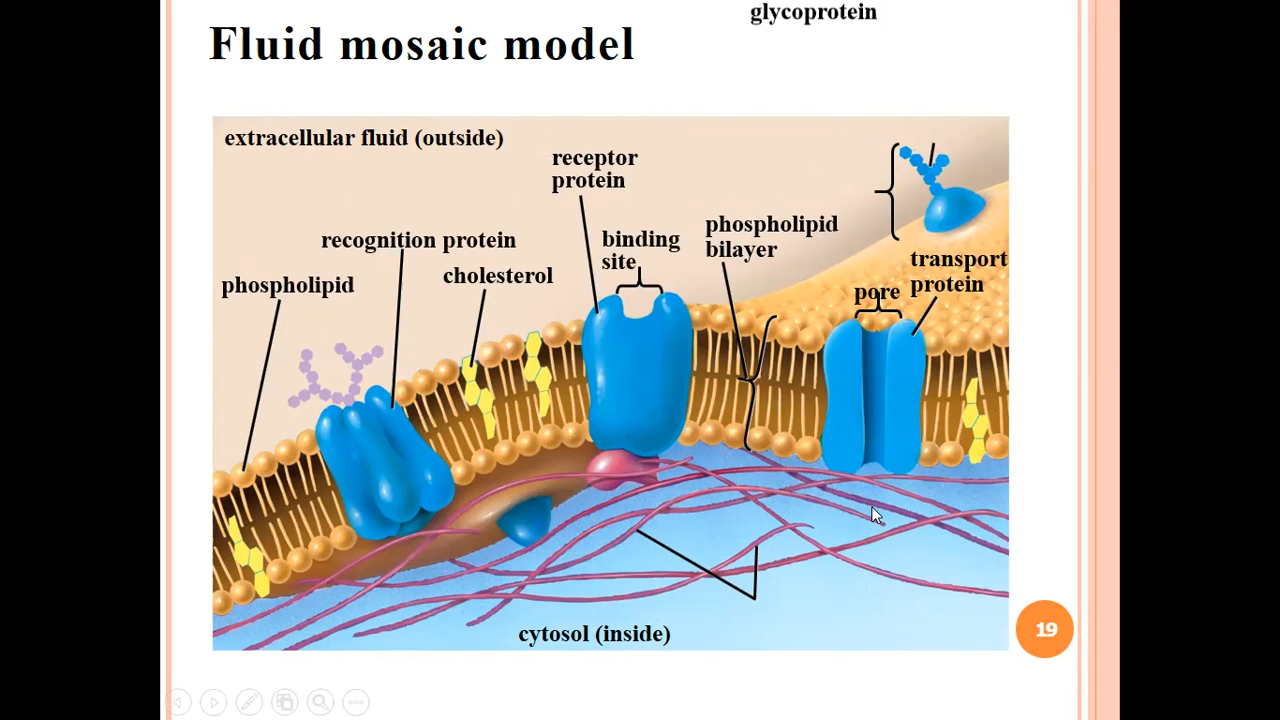 glycoprotein
Fluid mosaic model
extracellular fluid (outside)
receptor
protein
recognition protein
binding
site
phospholipid
bilayer
cholesterol
phospholipid
transport
protein
pore
cytosol (inside)
19